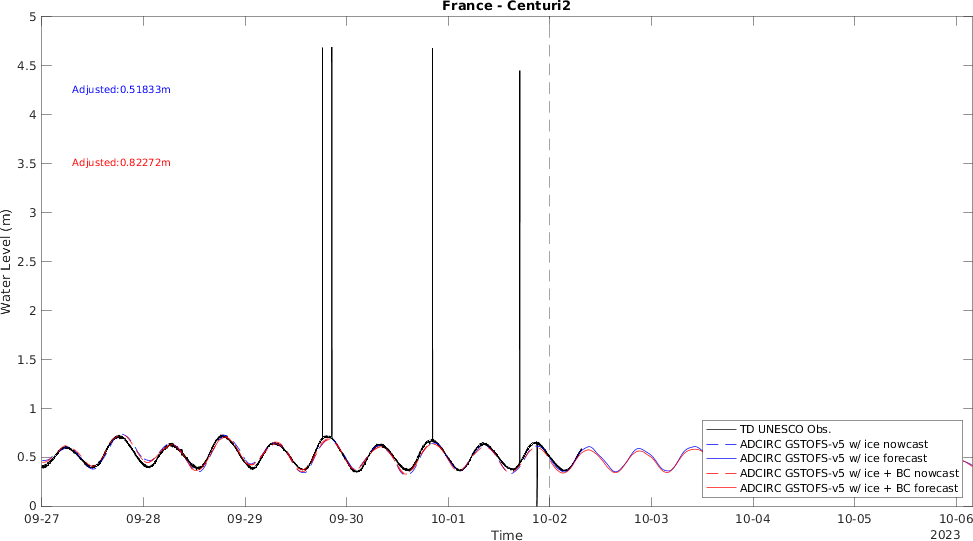 France - Centuri2
5
4.5
4
3.5
3
2.5
2
1.5
1
0.5
0
Water Level (m)
Adjusted:0.51833m
Adjusted:0.82272m
TD UNESCO Obs.
ADCIRC GSTOFS-v5 w/ ice nowcast
ADCIRC GSTOFS-v5 w/ ice forecast
ADCIRC GSTOFS-v5 w/ ice + BC nowcast
ADCIRC GSTOFS-v5 w/ ice + BC forecast
09-27 09-28 09-29 09-30 10-01 10-02 10-03 10-04 10-05 10-06
Time
2023